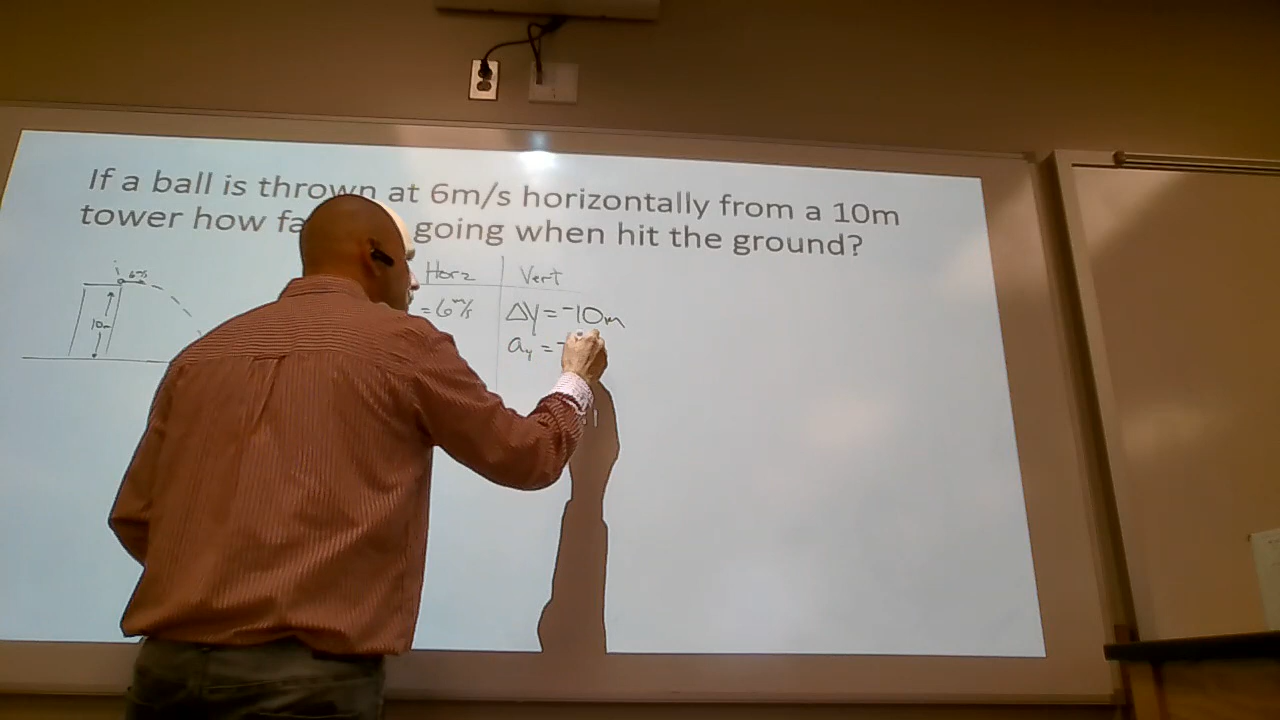 If a ball is thrown at 6m/s horizontally from a 10m
tower how going when hit the ground?
6m/s
10m
Horz Vert
=6m/s Δy=-10m
ay=-